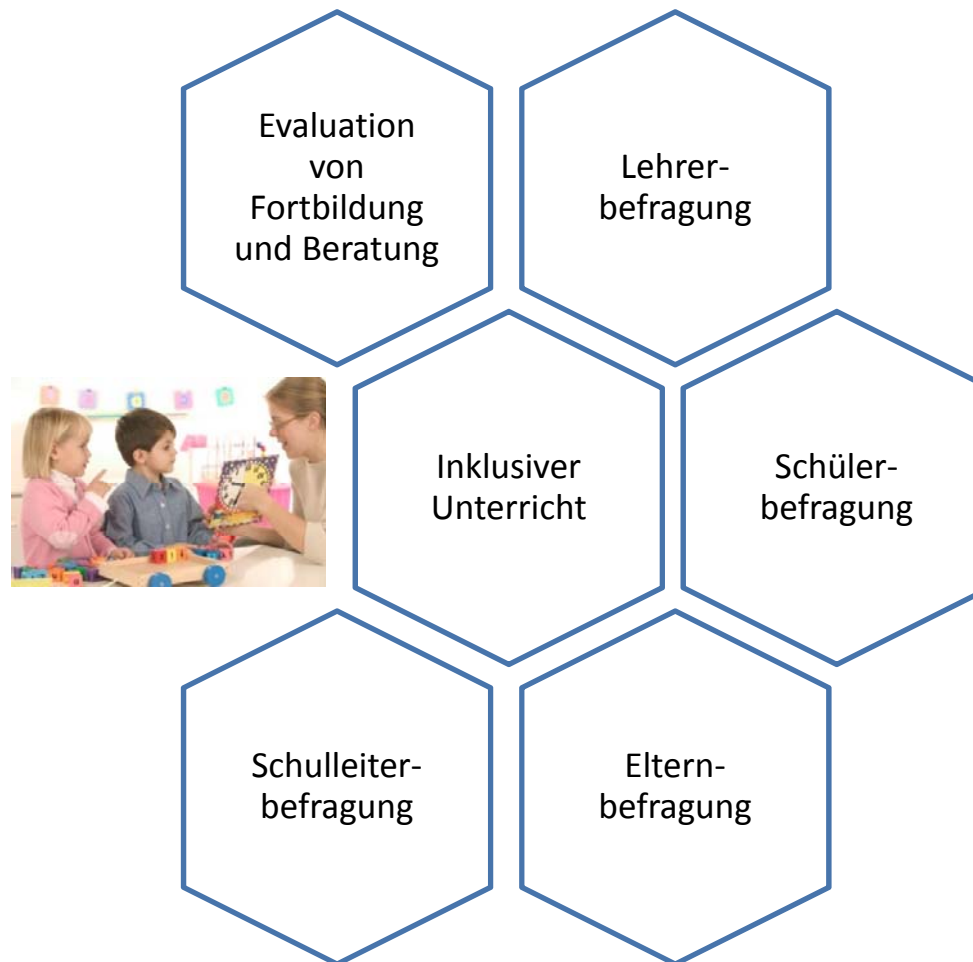 Evaluation
von
Fortbildung
und Beratung
Lehrer-
befragung
Inklusiver
Unterricht
Schüler-
befragung
Schulleiter-
befragung
Eltern-
befragung